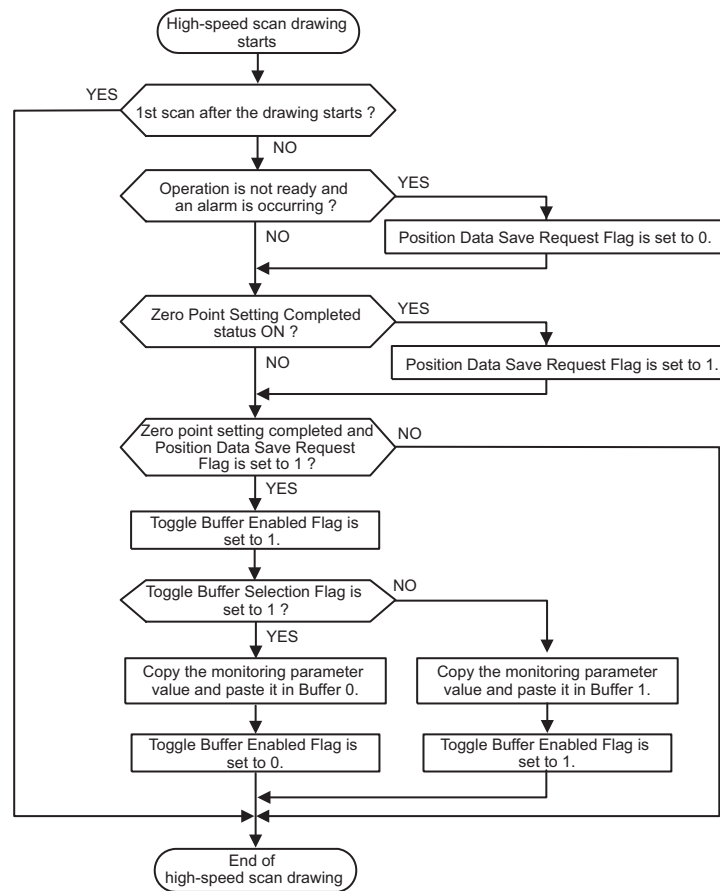 High-speed scan drawing
starts
YES
1st scan after the drawing starts ?
NO
Operation is not ready and
an alarm is occurring ?
YES
Position Data Save Request Flag is set to 0.
NO
Zero Point Setting Completed
status ON ?
YES
Position Data Save Request Flag is set to 1.
NO
Zero point setting completed and
Position Data Save Request
Flag is set to 1 ?
NO
YES
Toggle Buffer Enabled Flag is
set to 1.
Toggle Buffer Selection Flag is
set to 1 ?
NO
YES
Copy the monitoring parameter
value and paste it in Buffer 0.
Copy the monitoring parameter
value and paste it in Buffer 1.
Toggle Buffer Enabled Flag is
set to 0.
Toggle Buffer Enabled Flag is
set to 1.
End of
high-speed scan drawing